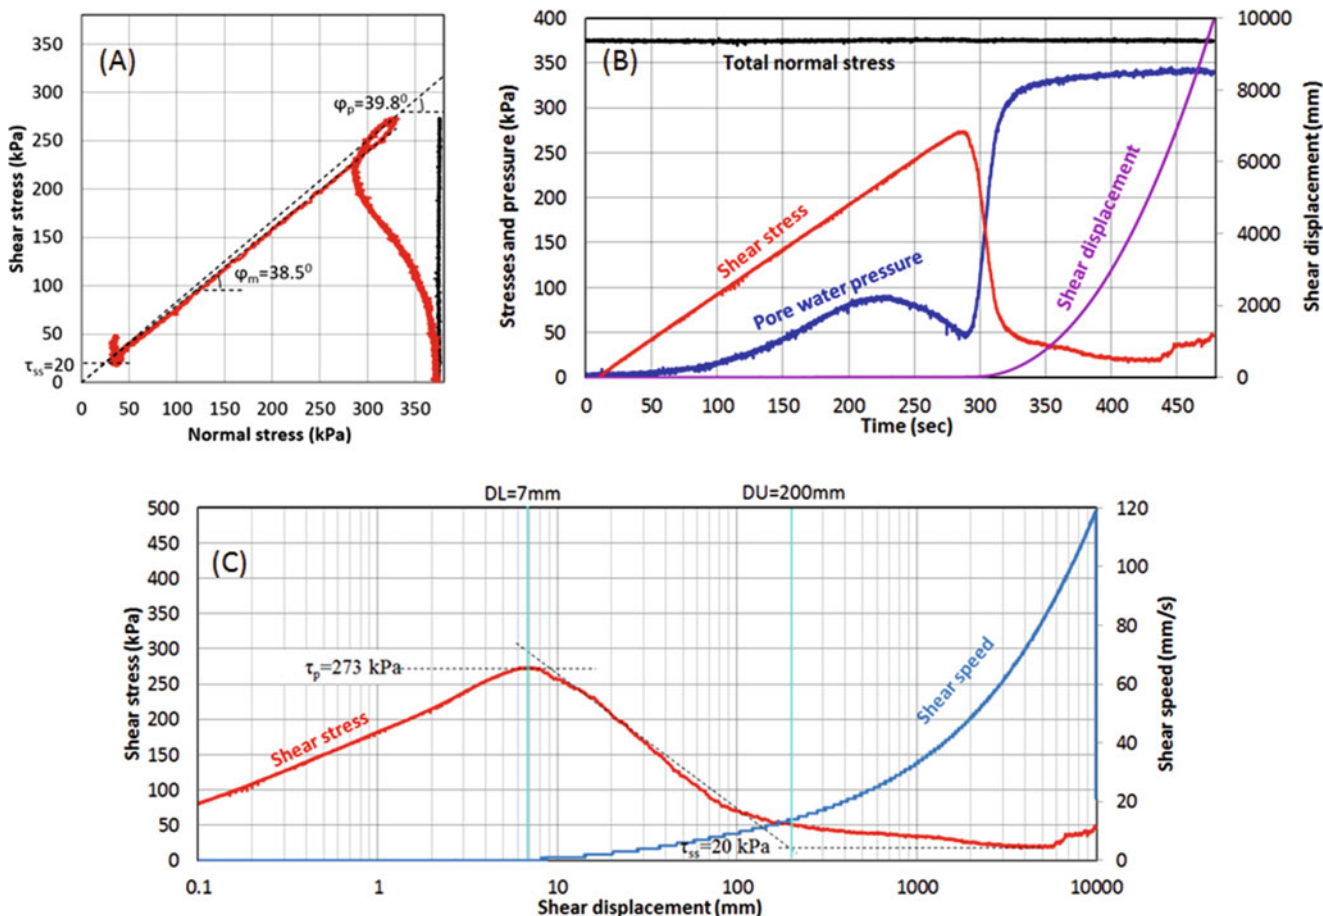 (A)
Shear stress (kPa)
350
300
250
200
150
100
50
0
φp=39.8⁰
φm=38.5⁰
τss=20
0 50 100 150 200 250 300 350
Normal stress (kPa)
(B)
Stresses and pressure (kPa)
400
350
300
250
200
150
100
50
0
Total normal stress
Shear stress
Pore water pressure
Shear displacement
10000
8000
6000
4000
2000
0
Shear displacement (mm)
0 50 100 150 200 250 300 350 400 450
Time (sec)
DL=7mm DU=200mm
(C)
Shear stress (kPa)
500
450
400
350
300
250
200
150
100
50
0
τp=273 kPa
Shear stress
Shear speed
τss=20 kPa
120
100
80
60
40
20
0
Shear speed (mm/s)
0.1 1 10 100 1000 10000
Shear displacement (mm)